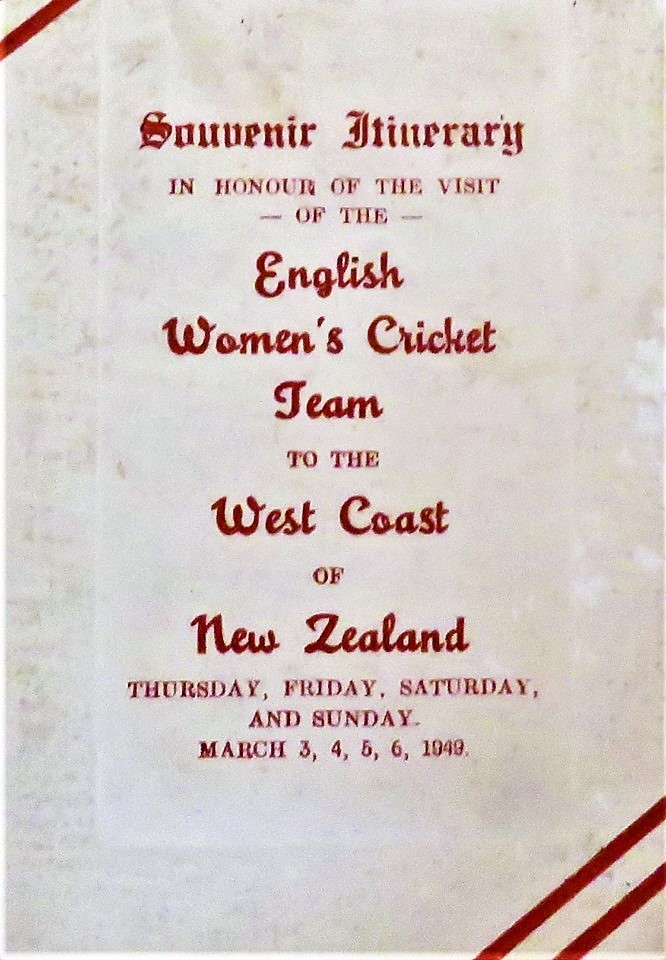 Souvenir Itinerary
IN HONOUR OF THE VISIT
— OF THE —
English
Women's Cricket
Team
TO THE
West Coast
OF
New Zealand
THURSDAY, FRIDAY, SATURDAY,
AND SUNDAY.
MARCH 3, 4, 5, 6, 1949.